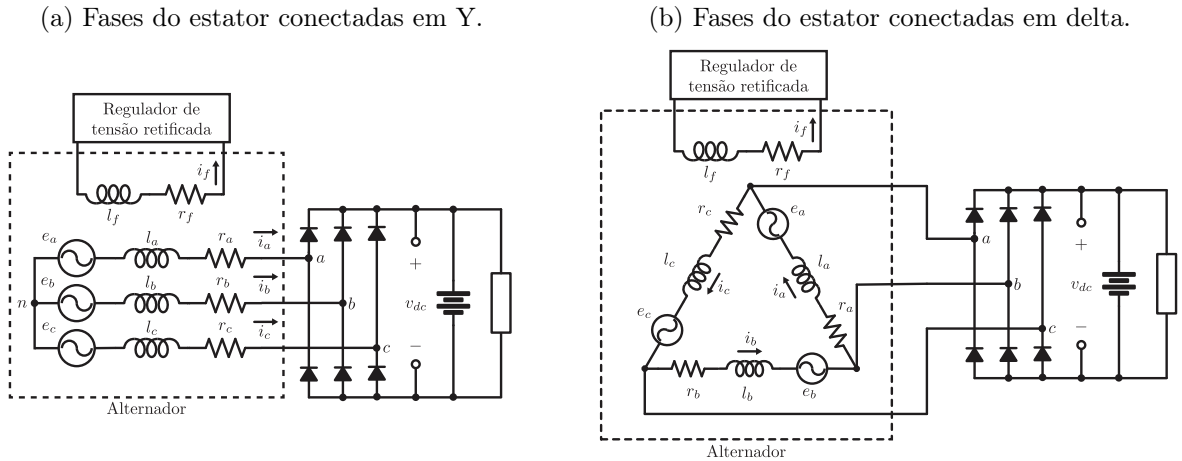 (a) Fases do estator conectadas em Y.
Regulador de
tensão retificada
i_f
l_f
r_f
e_a
l_a
r_a
i_a
a
e_b
l_b
r_b
i_b
n
b
e_c
l_c
r_c
i_c
c
+
v_dc
−
Alternador
(b) Fases do estator conectadas em delta.
Regulador de
tensão retificada
i_f
l_f
r_f
r_c
e_a
l_c
l_a
i_c
i_a
e_c
r_a
i_b
r_b
l_b
e_b
a
b
c
+
v_dc
−
Alternador